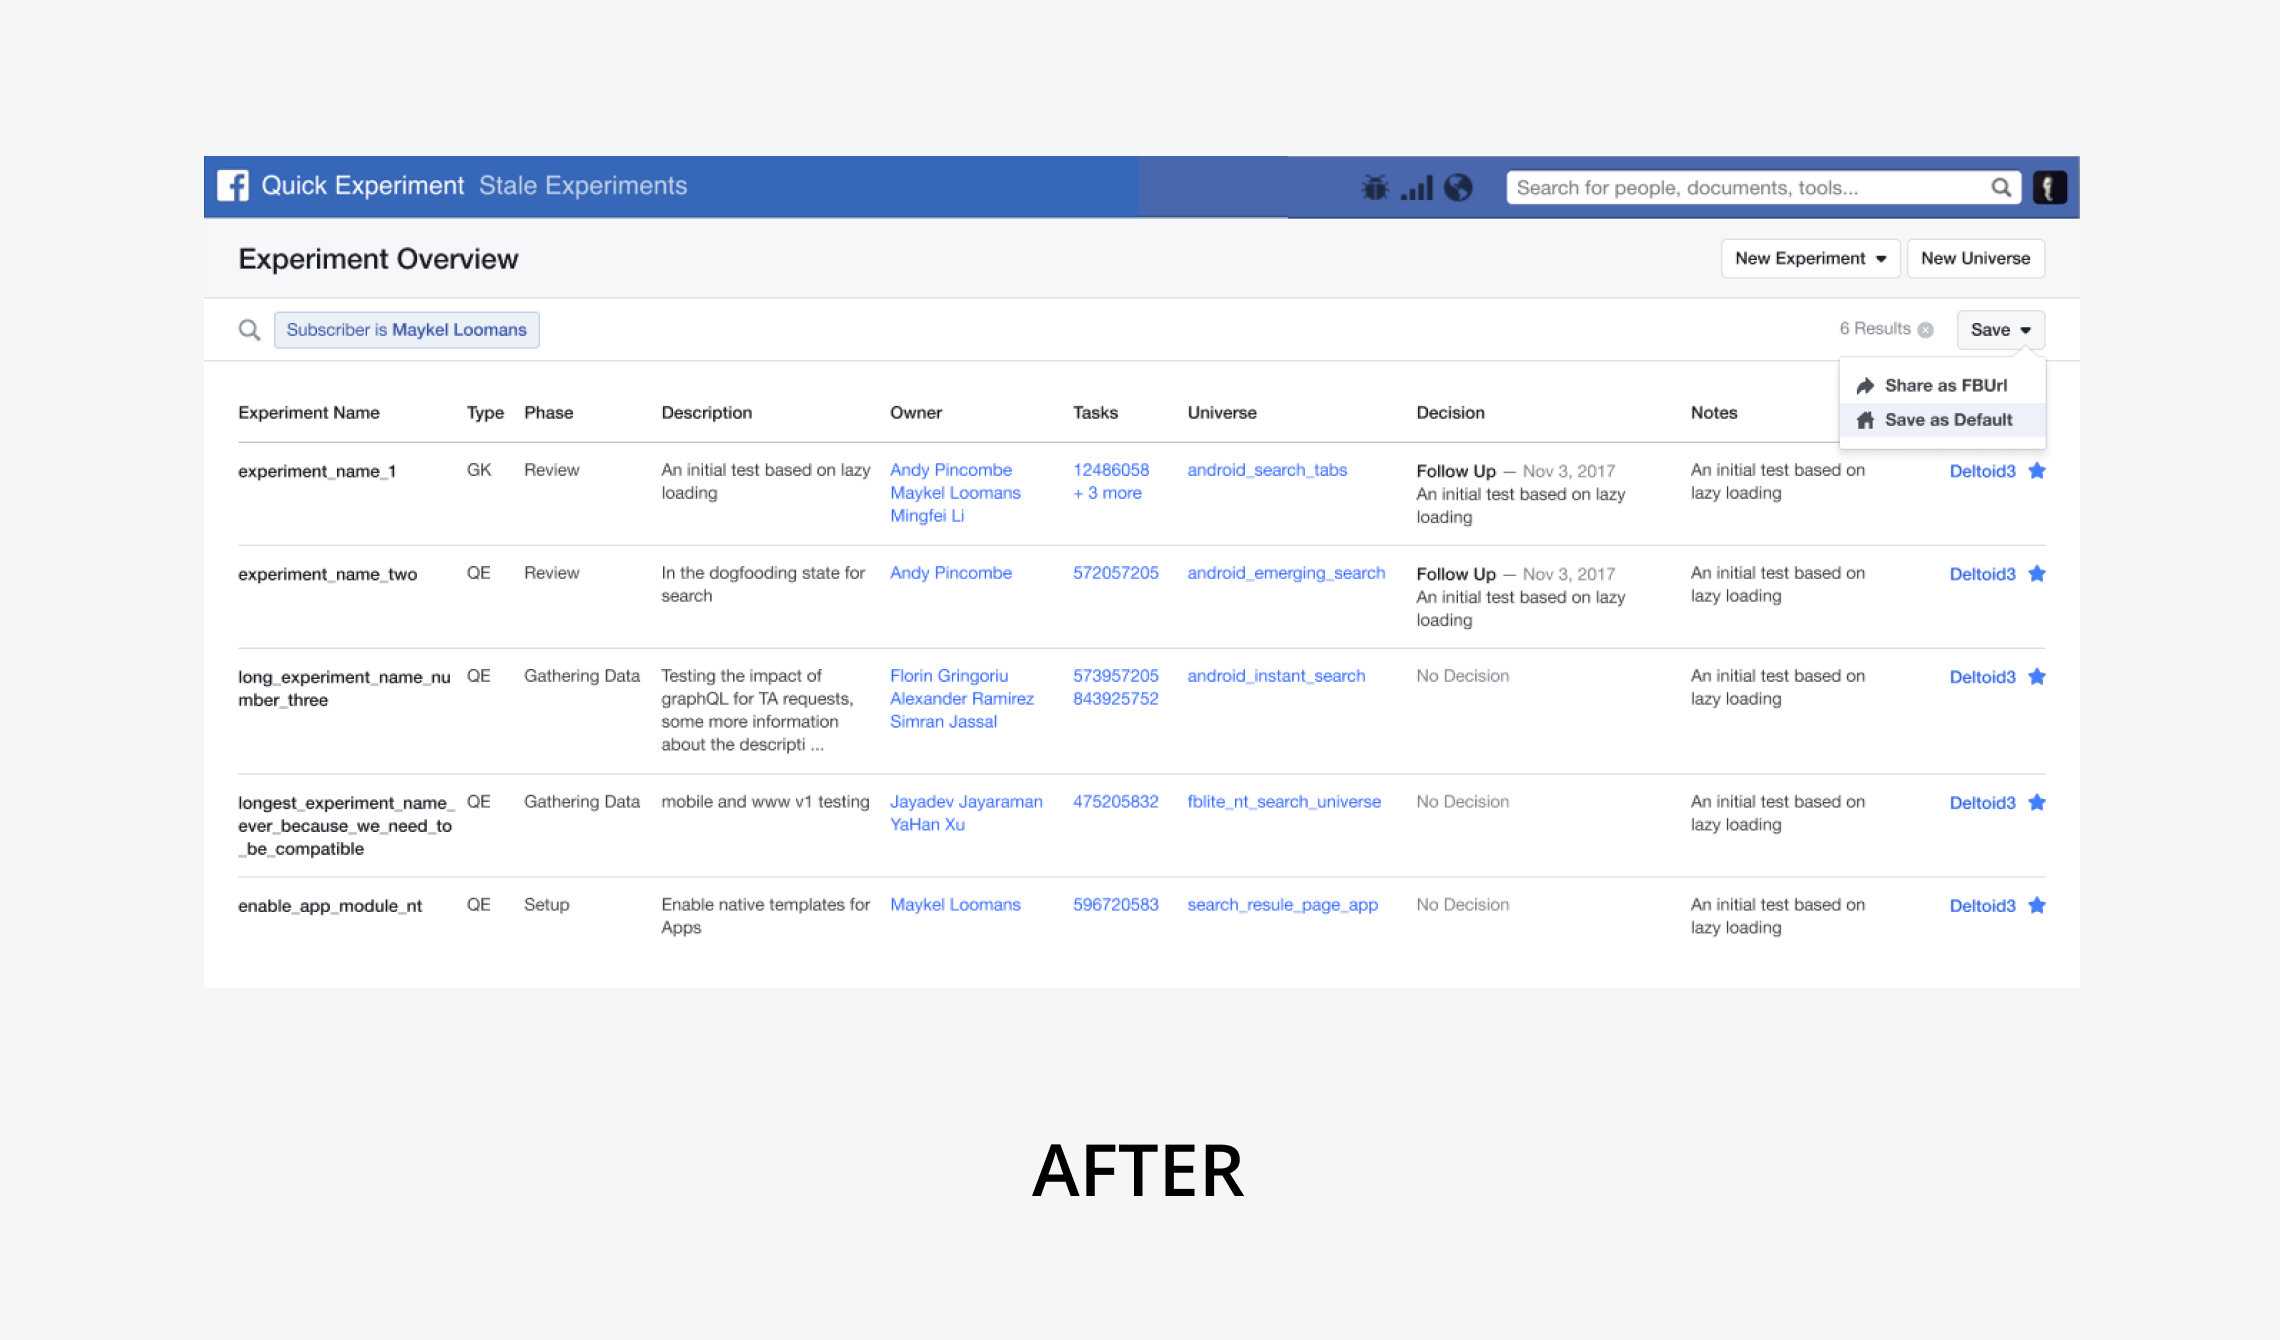 Quick Experiment Stale Experiments Search for people, documents, tools...
Experiment Overview New Experiment New Universe
Subscriber is Maykel Loomans 6 Results Save
Share as FBUrl
Save as Default
Experiment Name Type Phase Description Owner Tasks Universe Decision Notes
experiment_name_1 GK Review An initial test based on lazy Andy Pincombe 12486058 android_search_tabs Follow Up — Nov 3, 2017 An initial test based on Deltoid3
loading Maykel Loomans + 3 more An initial test based on lazy lazy loading
Mingfei Li loading
experiment_name_two QE Review In the dogfooding state for Andy Pincombe 572057205 android_emerging_search Follow Up — Nov 3, 2017 An initial test based on Deltoid3
search An initial test based on lazy lazy loading
loading
long_experiment_name_nu QE Gathering Data Testing the impact of Florin Gringoriu 573957205 android_instant_search No Decision An initial test based on Deltoid3
mber_three graphQL for TA requests, Alexander Ramirez 843925752 lazy loading
some more information Simran Jassal
about the descripti ...
longest_experiment_name_ QE Gathering Data mobile and www v1 testing Jayadev Jayaraman 475205832 fblite_nt_search_universe No Decision An initial test based on Deltoid3
ever_because_we_need_to YaHan Xu lazy loading
_be_compatible
enable_app_module_nt QE Setup Enable native templates for Maykel Loomans 596720583 search_resule_page_app No Decision An initial test based on Deltoid3
Apps lazy loading
AFTER